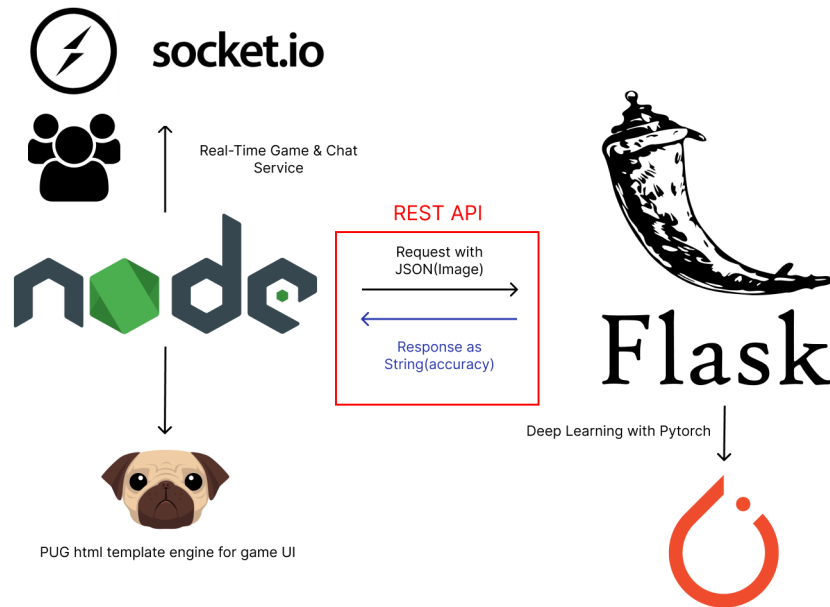 socket.io
Real-Time Game & Chat
Service
REST API
Request with
JSON(Image)
Response as
String(accuracy)
node
Flask
Deep Learning with Pytorch
PUG html template engine for game UI